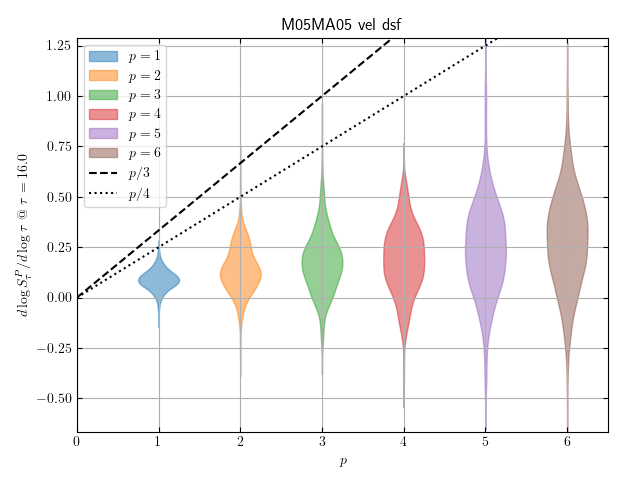 M05MA05 vel dsf
p = 1
p = 2
p = 3
p = 4
p = 5
p = 6
p/3
p/4
d log S_τ^P / d log τ @ τ = 16.0
1.25
1.00
0.75
0.50
0.25
0.00
−0.25
−0.50
0 1 2 3 4 5 6
p